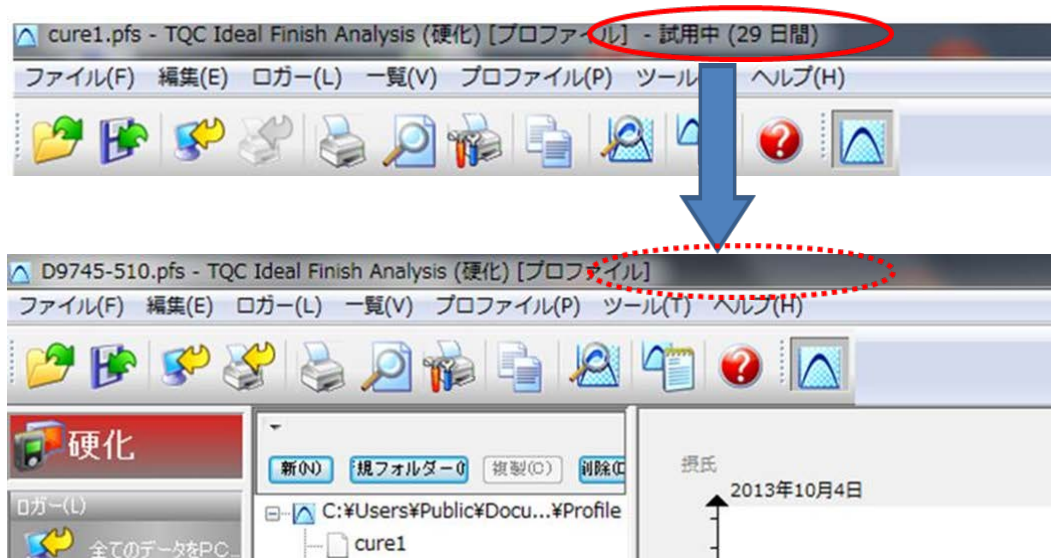 cure1.pfs - TQC Ideal Finish Analysis (硬化) [プロファイル] - 試用中 (29 日間)
ファイル(F) 編集(E) ロガー(L) 一覧(V) プロファイル(P) ツール ヘルプ(H)
D9745-510.pfs - TQC Ideal Finish Analysis (硬化) [プロファイル]
ファイル(F) 編集(E) ロガー(L) 一覧(V) プロファイル(P) ツール(T) ヘルプ(H)
硬化
新(N) 規フォルダー 複製(C) 削除
摂氏
2013年10月4日
ロガー(L)
C:¥Users¥Public¥Docu...¥Profile
全てのデータをPC...
cure1